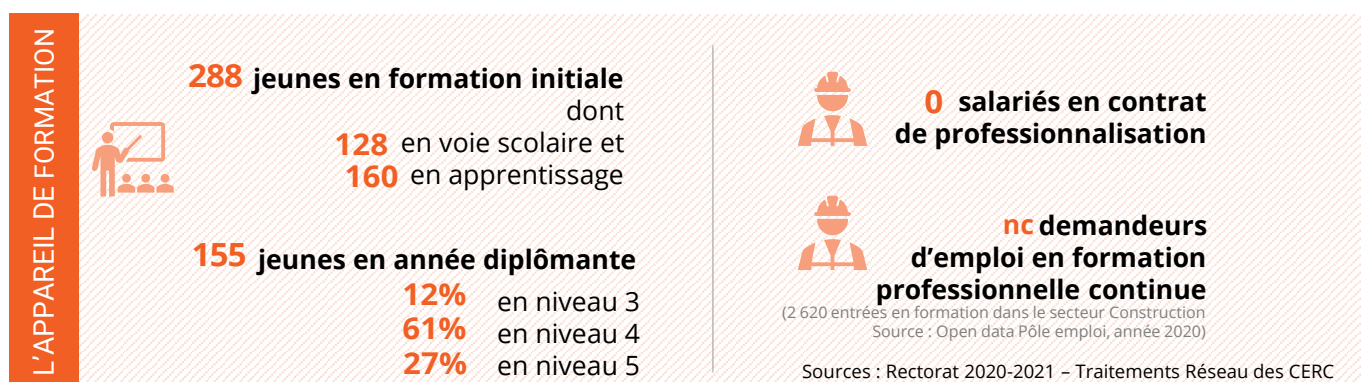 L'APPAREIL DE FORMATION
288 jeunes en formation initiale
dont
128 en voie scolaire et
160 en apprentissage
155 jeunes en année diplômante
12% en niveau 3
61% en niveau 4
27% en niveau 5
0 salariés en contrat
de professionnalisation
nc demandeurs
d'emploi en formation
professionnelle continue
(2 620 entrées en formation dans le secteur Construction
Source : Open data Pôle emploi, année 2020)
Sources : Rectorat 2020-2021 – Traitements Réseau des CERC